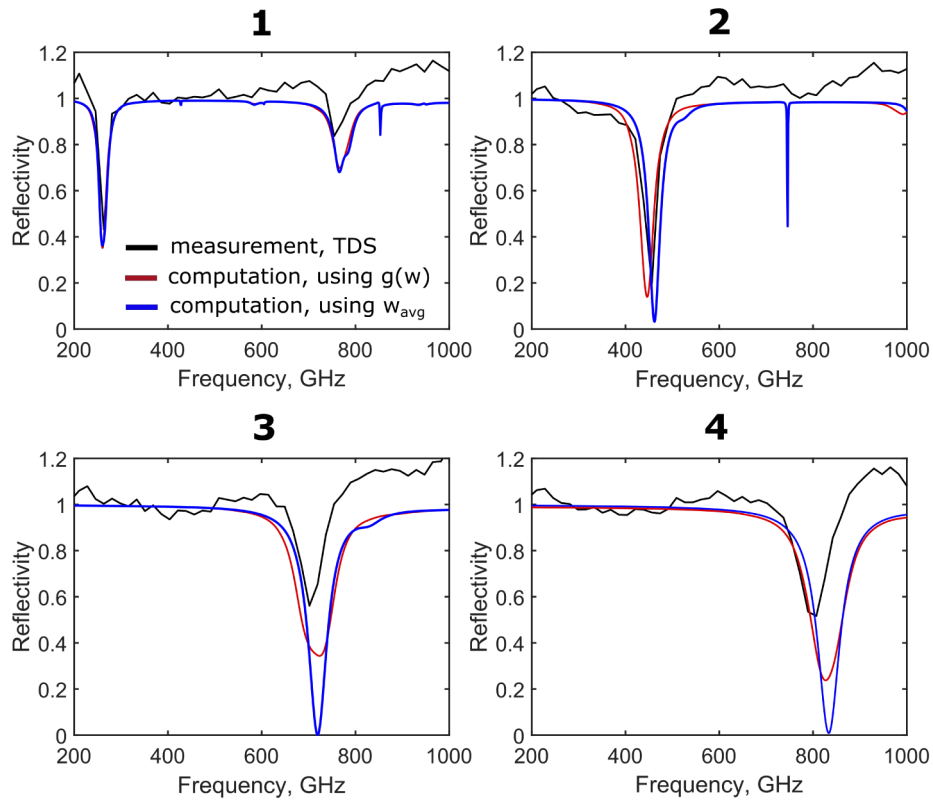 1
1.2
1
0.8
0.6
0.4
0.2
0
Reflectivity
measurement, TDS
computation, using g(w)
computation, using wavg
200 400 600 800 1000
Frequency, GHz
2
1.2
1
0.8
0.6
0.4
0.2
0
Reflectivity
200 400 600 800 1000
Frequency, GHz
3
1.2
1
0.8
0.6
0.4
0.2
0
Reflectivity
200 400 600 800 1000
Frequency, GHz
4
1.2
1
0.8
0.6
0.4
0.2
0
Reflectivity
200 400 600 800 1000
Frequency, GHz